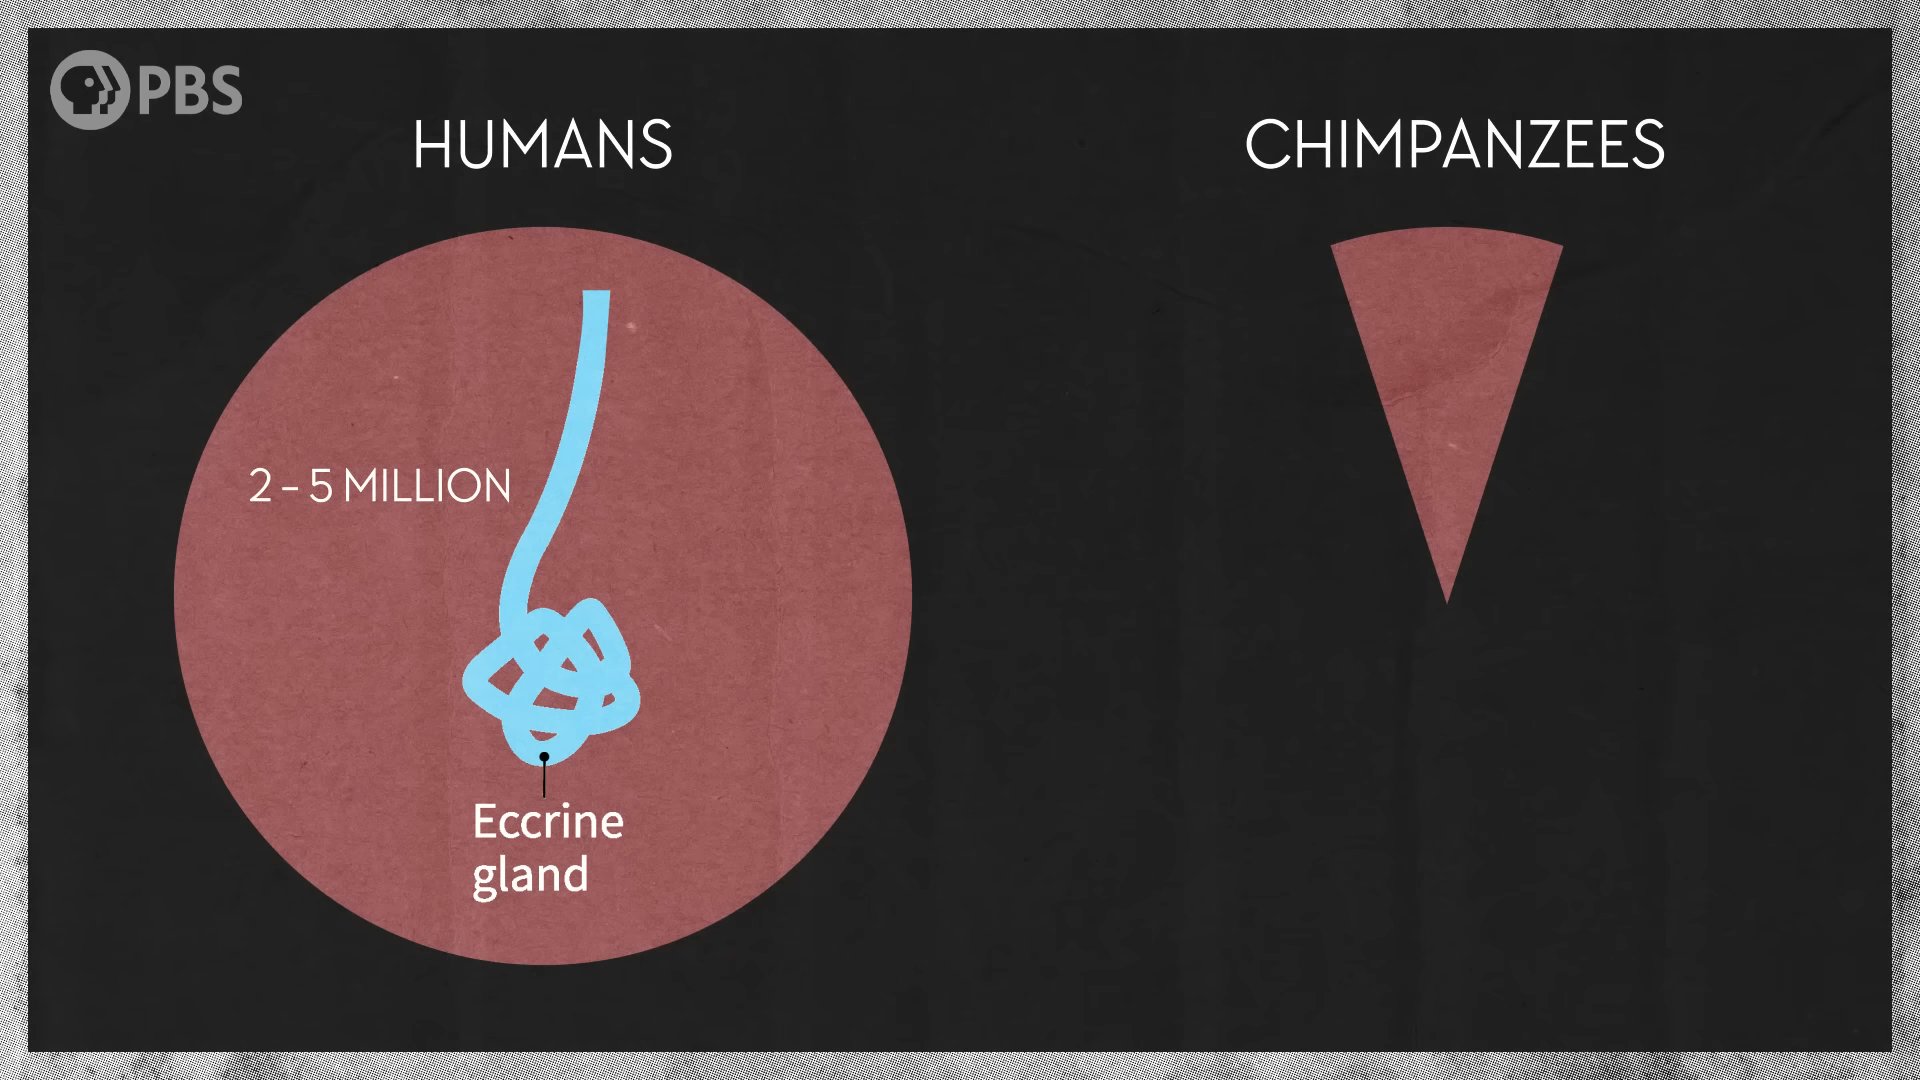 PBS
HUMANS
CHIMPANZEES
2 – 5 MILLION
Eccrine
gland